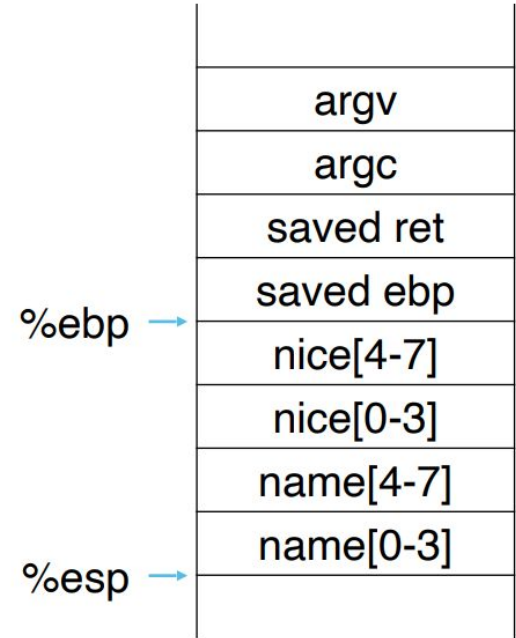 argv
argc
saved ret
saved ebp
%ebp
nice[4-7]
nice[0-3]
name[4-7]
name[0-3]
%esp